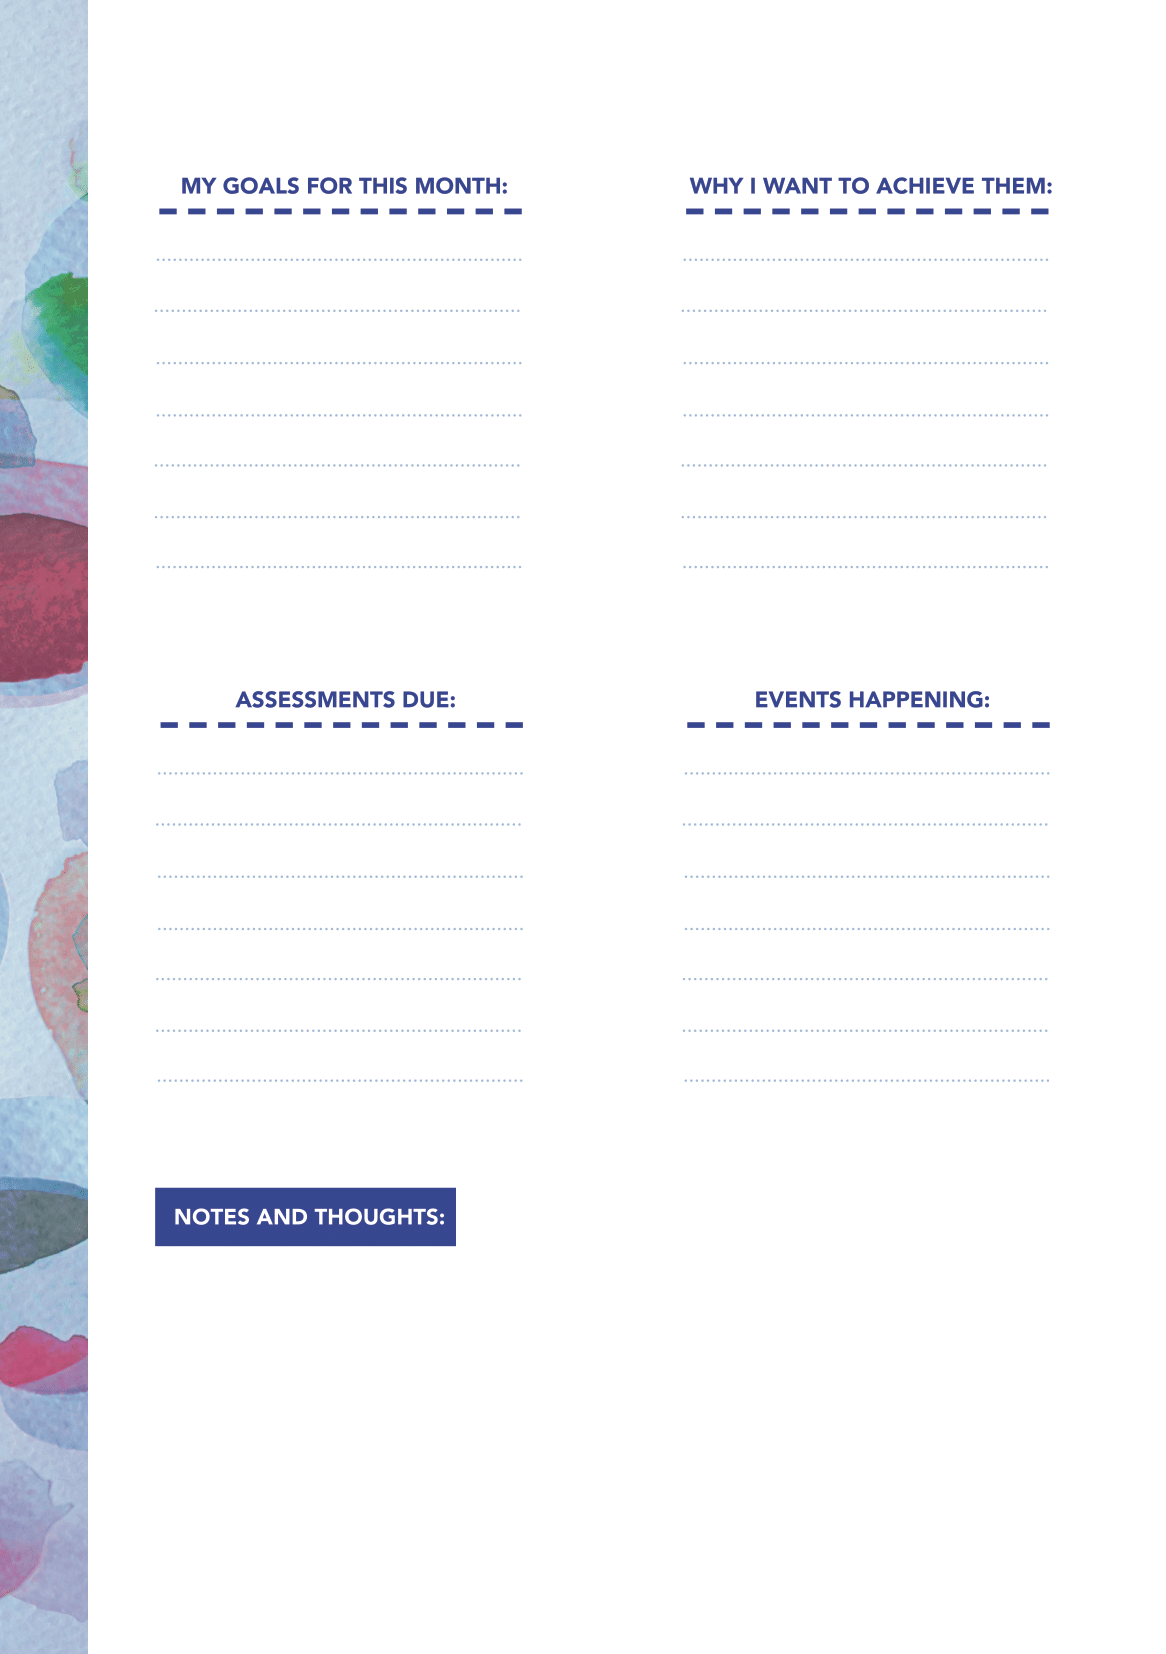 MY GOALS FOR THIS MONTH:
WHY I WANT TO ACHIEVE THEM:
ASSESSMENTS DUE:
EVENTS HAPPENING:
NOTES AND THOUGHTS: